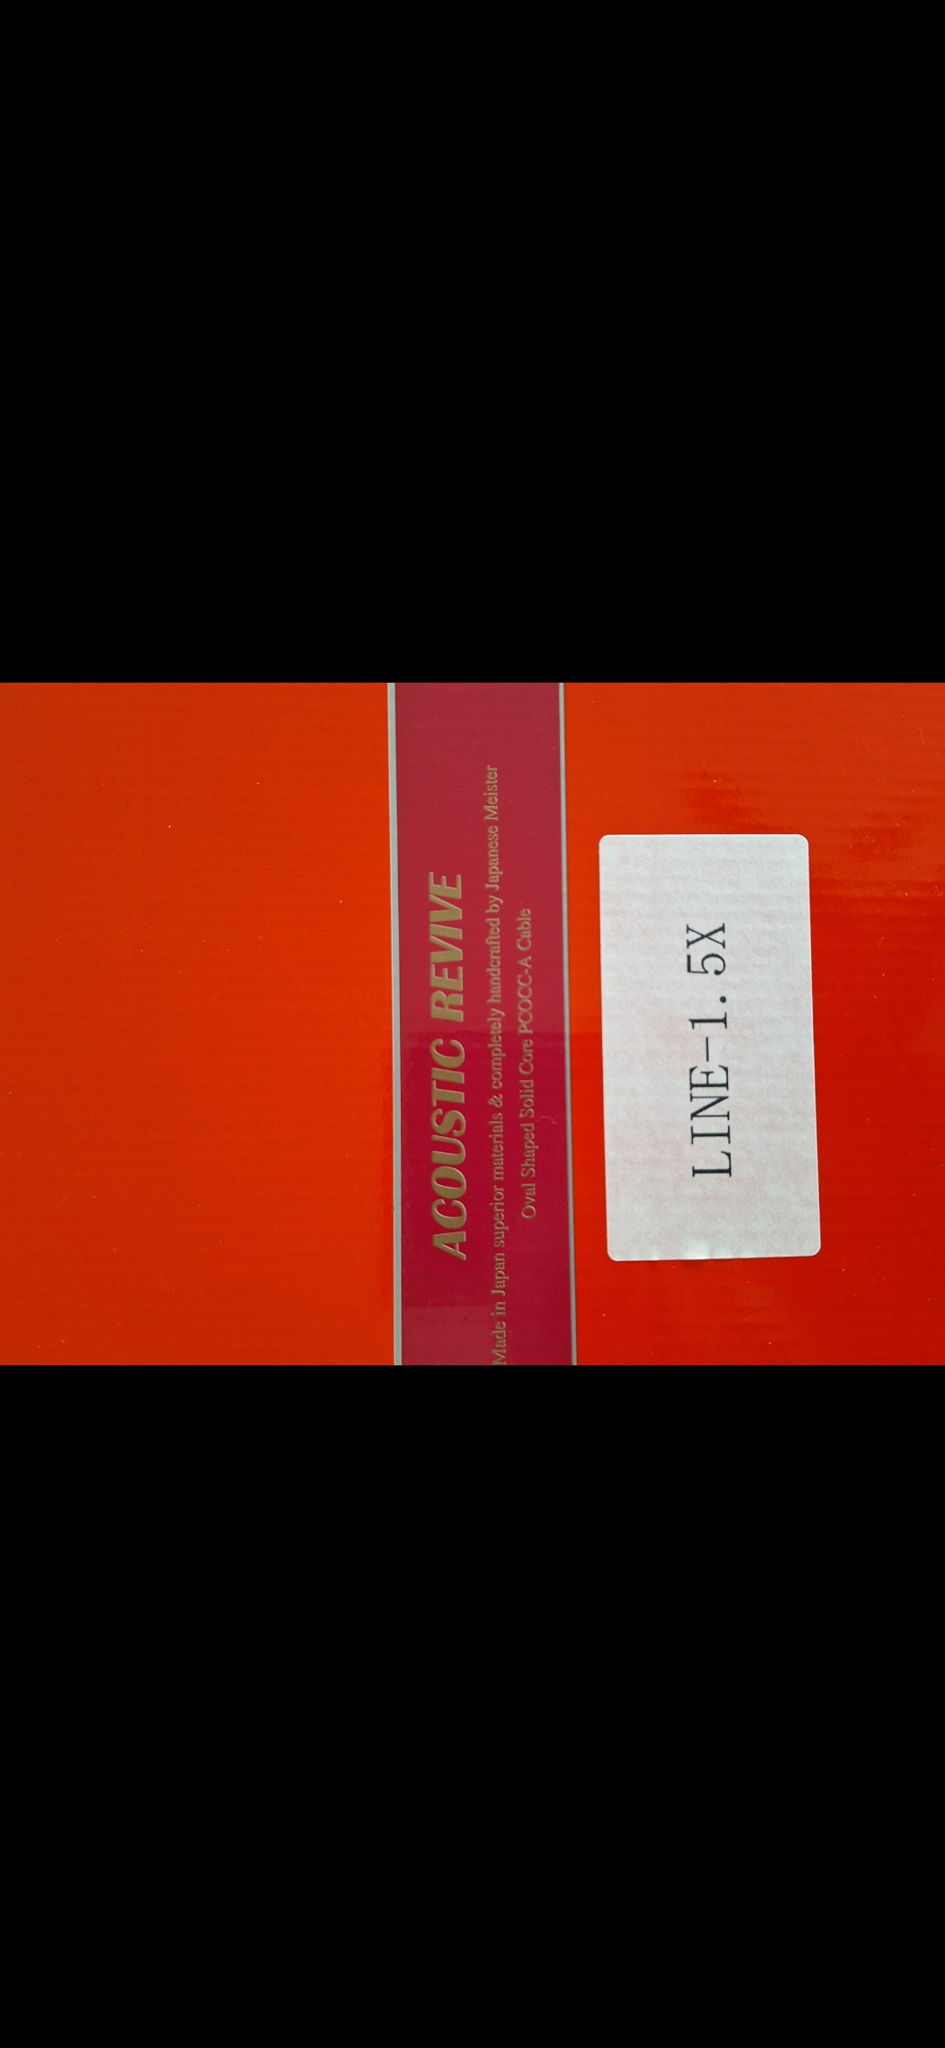 ACOUSTIC REVIVE
Made in Japan superior materials & completely handcrafted by Japanese Meister
Oval Shaped Solid Core PCOCC-A Cable
LINE-1.5X